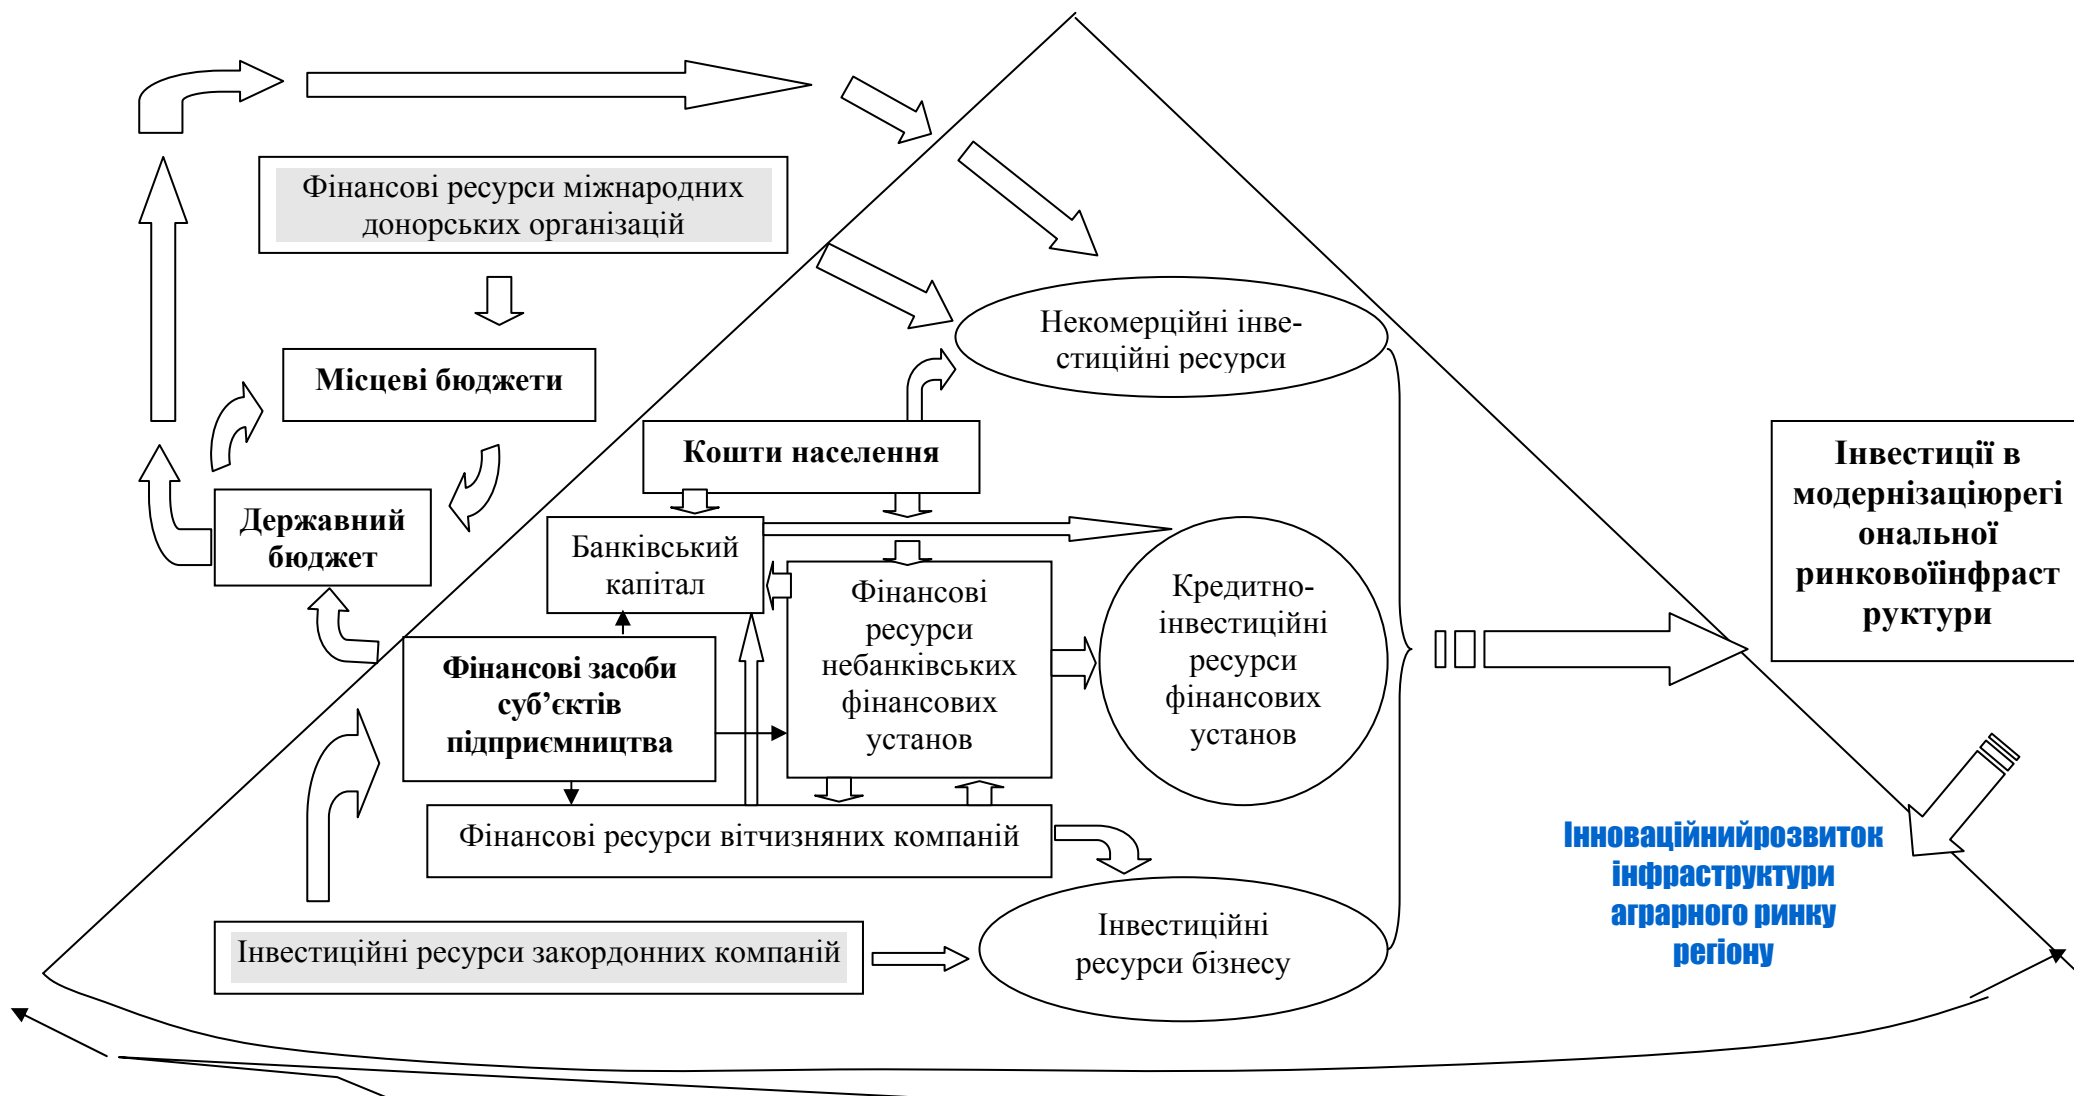 Фінансові ресурси міжнародних
донорських організацій
Некомерційні інве-
стиційні ресурси
Місцеві бюджети
Кошти населення
Інвестиції в
модернізаціюрегі
ональної
ринковоїінфраст
руктури
Державний
бюджет
Банківський
капітал
Фінансові
ресурси
небанківських
фінансових
установ
Кредитно-
інвестиційні
ресурси
фінансових
установ
Фінансові засоби
суб’єктів
підприємництва
Фінансові ресурси вітчизняних компаній
Інноваційнийрозвиток
інфраструктури
аграрного ринку
регіону
Інвестиційні ресурси закордонних компаній
Інвестиційні
ресурси бізнесу